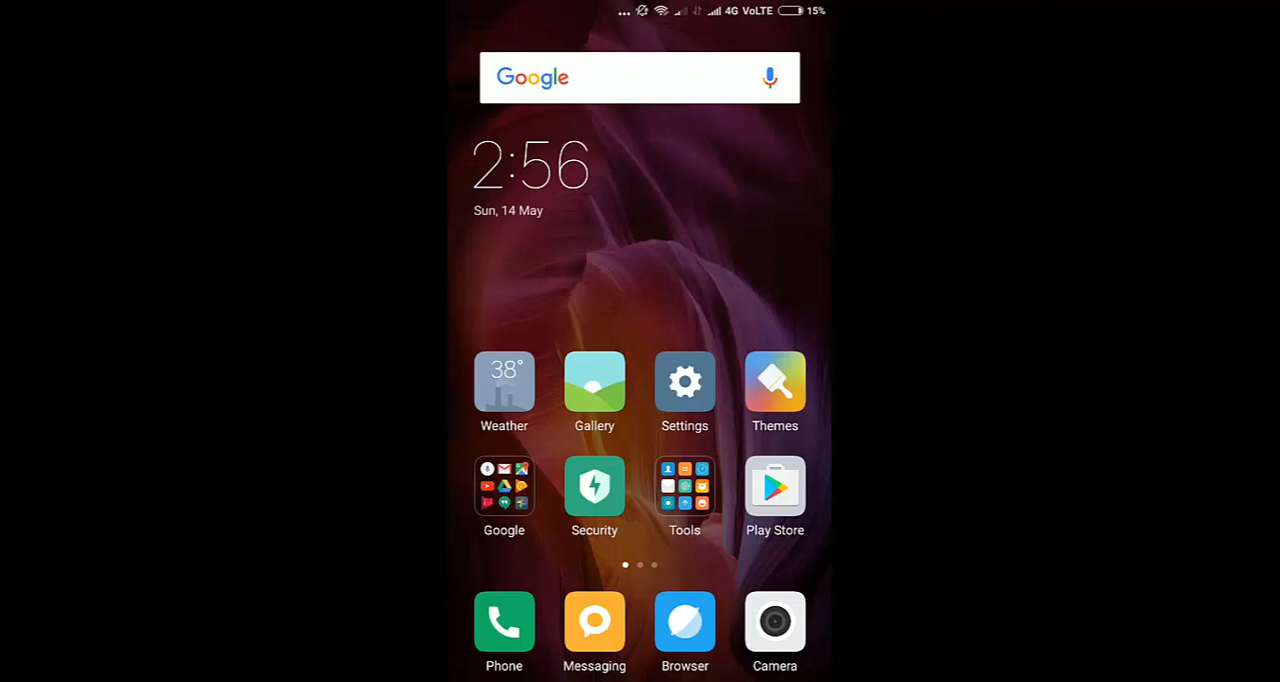 4G VoLTE 15%
Google
2:56
Sun, 14 May
38°
Weather Gallery Settings Themes
Google Security Tools Play Store
Phone Messaging Browser Camera